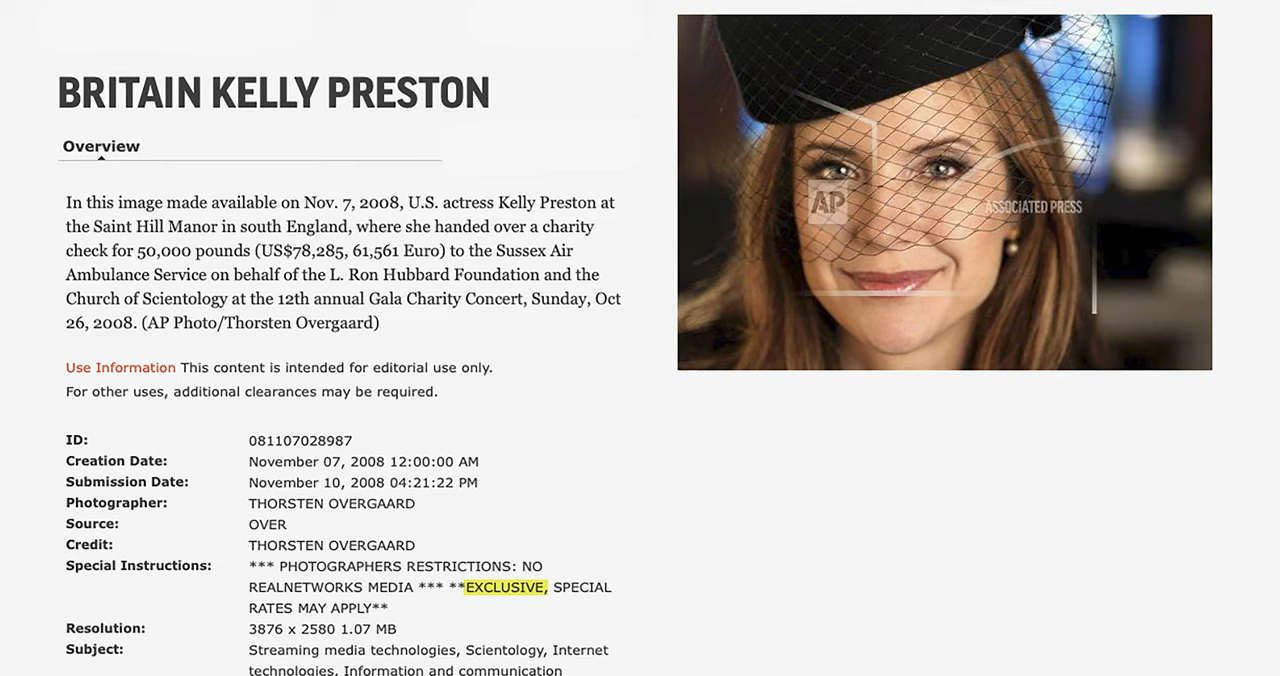 BRITAIN KELLY PRESTON
Overview
In this image made available on Nov. 7, 2008, U.S. actress Kelly Preston at
the Saint Hill Manor in south England, where she handed over a charity
check for 50,000 pounds (US$78,285, 61,561 Euro) to the Sussex Air
Ambulance Service on behalf of the L. Ron Hubbard Foundation and the
Church of Scientology at the 12th annual Gala Charity Concert, Sunday, Oct
26, 2008. (AP Photo/Thorsten Overgaard)
Use Information This content is intended for editorial use only.
For other uses, additional clearances may be required.
ID: 081107028987
Creation Date: November 07, 2008 12:00:00 AM
Submission Date: November 10, 2008 04:21:22 PM
Photographer: THORSTEN OVERGAARD
Source: OVER
Credit: THORSTEN OVERGAARD
Special Instructions: *** PHOTOGRAPHERS RESTRICTIONS: NO
REALNETWORKS MEDIA *** **EXCLUSIVE, SPECIAL
RATES MAY APPLY**
Resolution: 3876 x 2580 1.07 MB
Subject: Streaming media technologies, Scientology, Internet
technologies, Information and communication
AP
ASSOCIATED PRESS